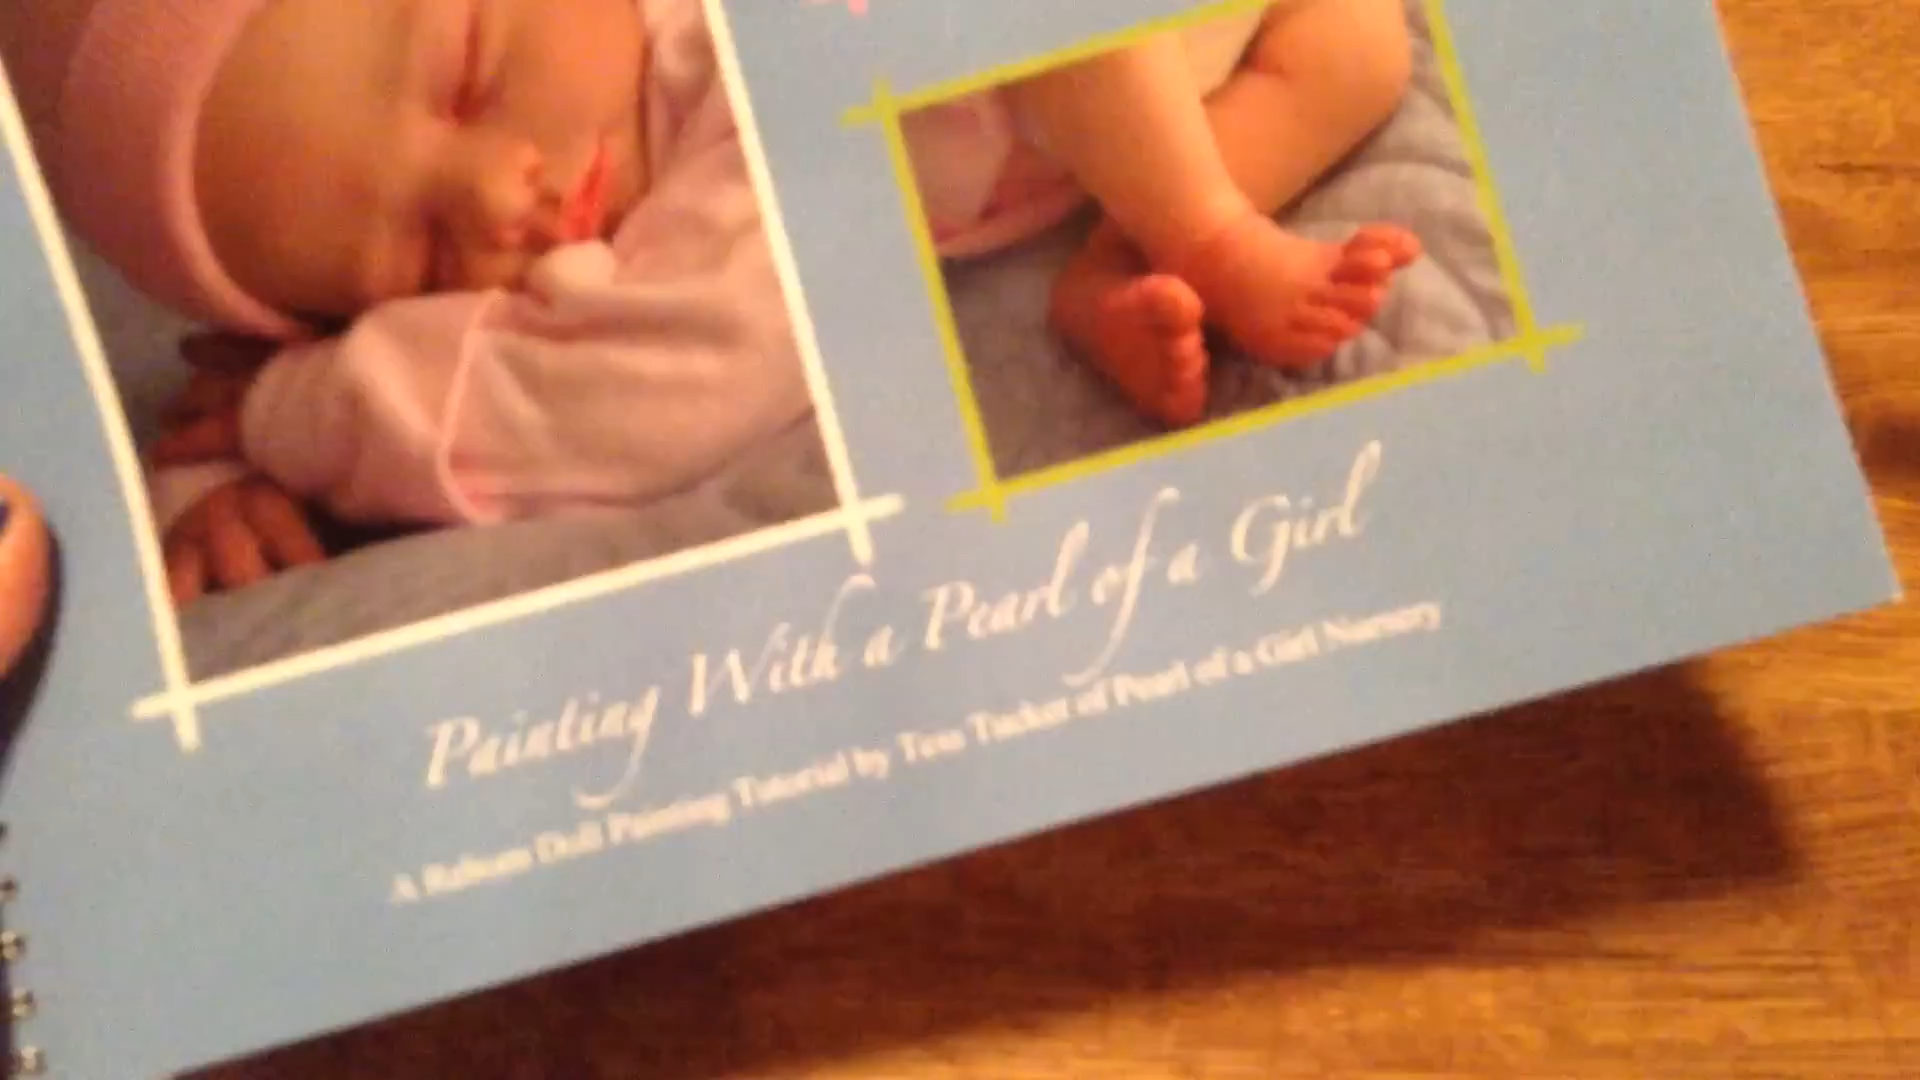 Painting With a Pearl of a Girl
A Reborn Doll Painting Tutorial by Tess Tucker of Pearl of a Girl Nursery